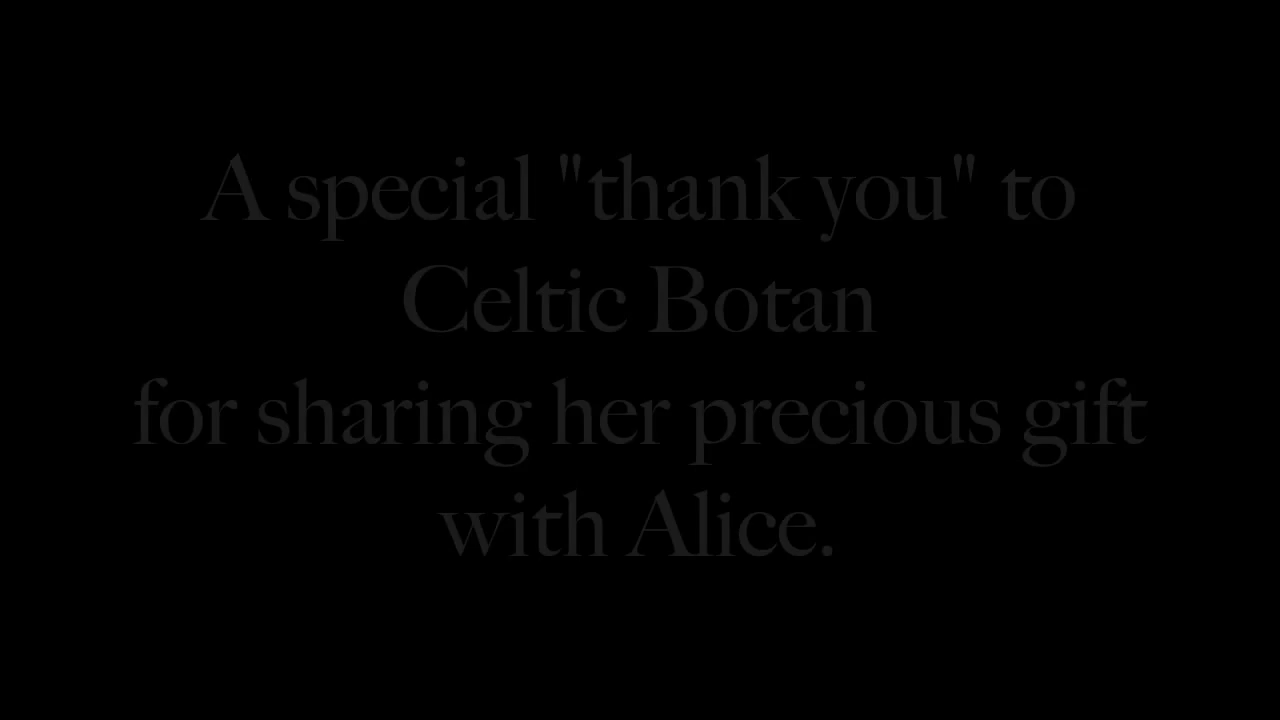 A special "thank you" to
Celtic Botan
for sharing her precious gift
with Alice.